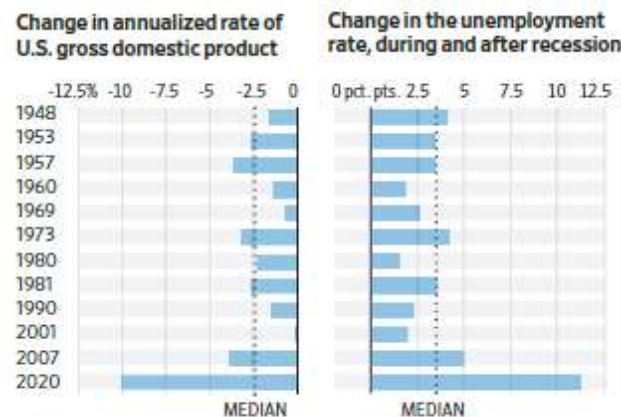 Change in annualized rate of
U.S. gross domestic product
Change in the unemployment
rate, during and after recession
-12.5% -10 -7.5 -5 -2.5 0
0 pct. pts. 2.5 5 7.5 10 12.5
1948
1953
1957
1960
1969
1973
1980
1981
1990
2001
2007
2020
MEDIAN
MEDIAN